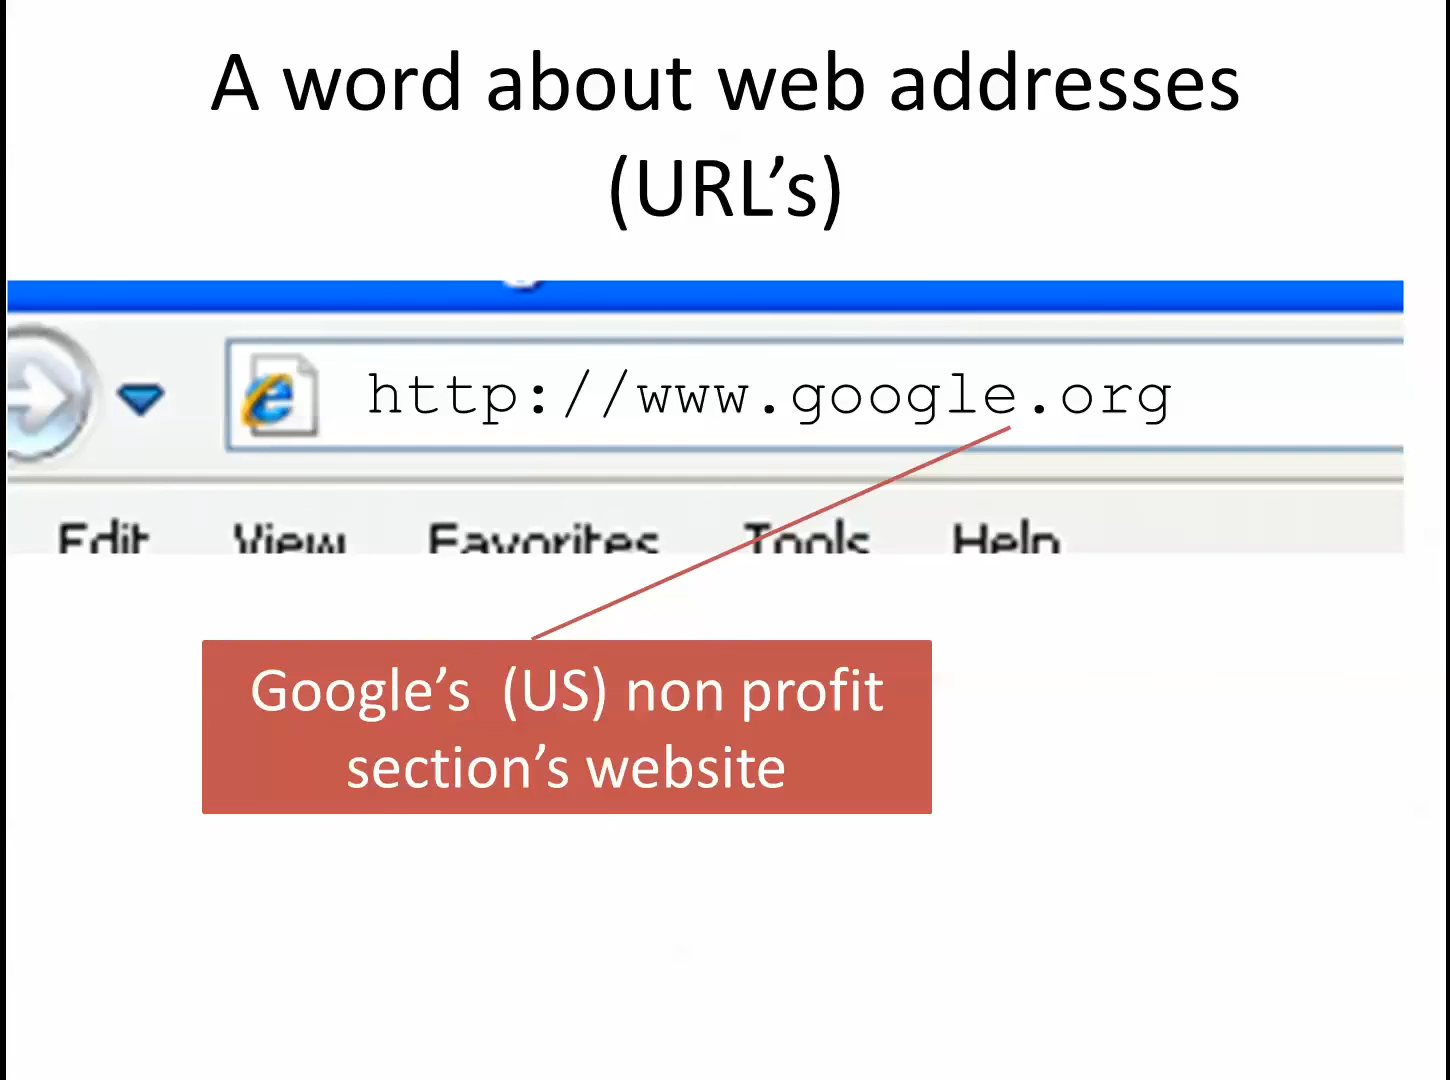 A word about web addresses
(URL’s)
http://www.google.org
Edit View Favorites Tools Help
Google’s (US) non profit
section’s website